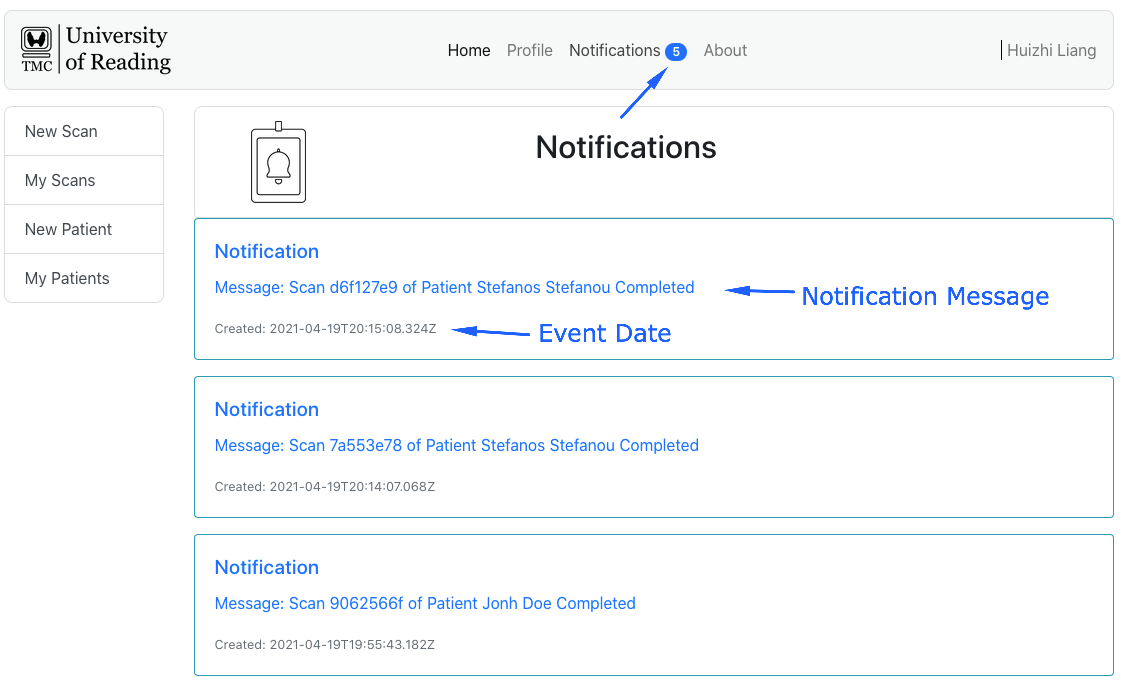 University
of Reading
TMC
Home Profile Notifications 5 About
Huizhi Liang
New Scan
My Scans
New Patient
My Patients
Notifications
Notification
Message: Scan d6f127e9 of Patient Stefanos Stefanou Completed
Notification Message
Created: 2021-04-19T20:15:08.324Z
Event Date
Notification
Message: Scan 7a553e78 of Patient Stefanos Stefanou Completed
Created: 2021-04-19T20:14:07.068Z
Notification
Message: Scan 9062566f of Patient Jonh Doe Completed
Created: 2021-04-19T19:55:43.182Z